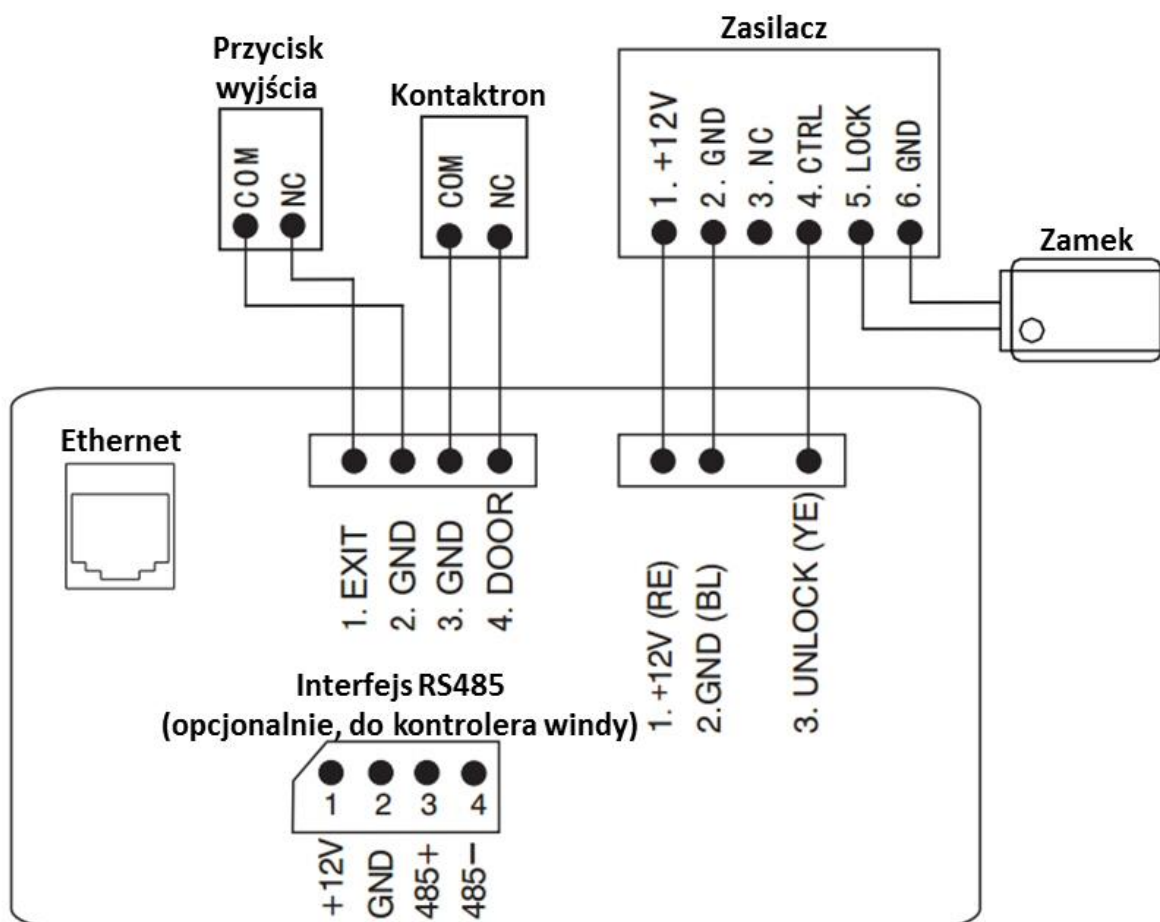 Przycisk
wyjścia
COM
NC
Kontaktron
COM
NC
Zasilacz
1. +12V
2. GND
3. NC
4. CTRL
5. LOCK
6. GND
Zamek
Ethernet
1. EXIT
2. GND
3. GND
4. DOOR
1. +12V (RE)
2.GND (BL)
3. UNLOCK (YE)
Interfejs RS485
(opcjonalnie, do kontrolera windy)
1 2 3 4
+12V
GND
485+
485−